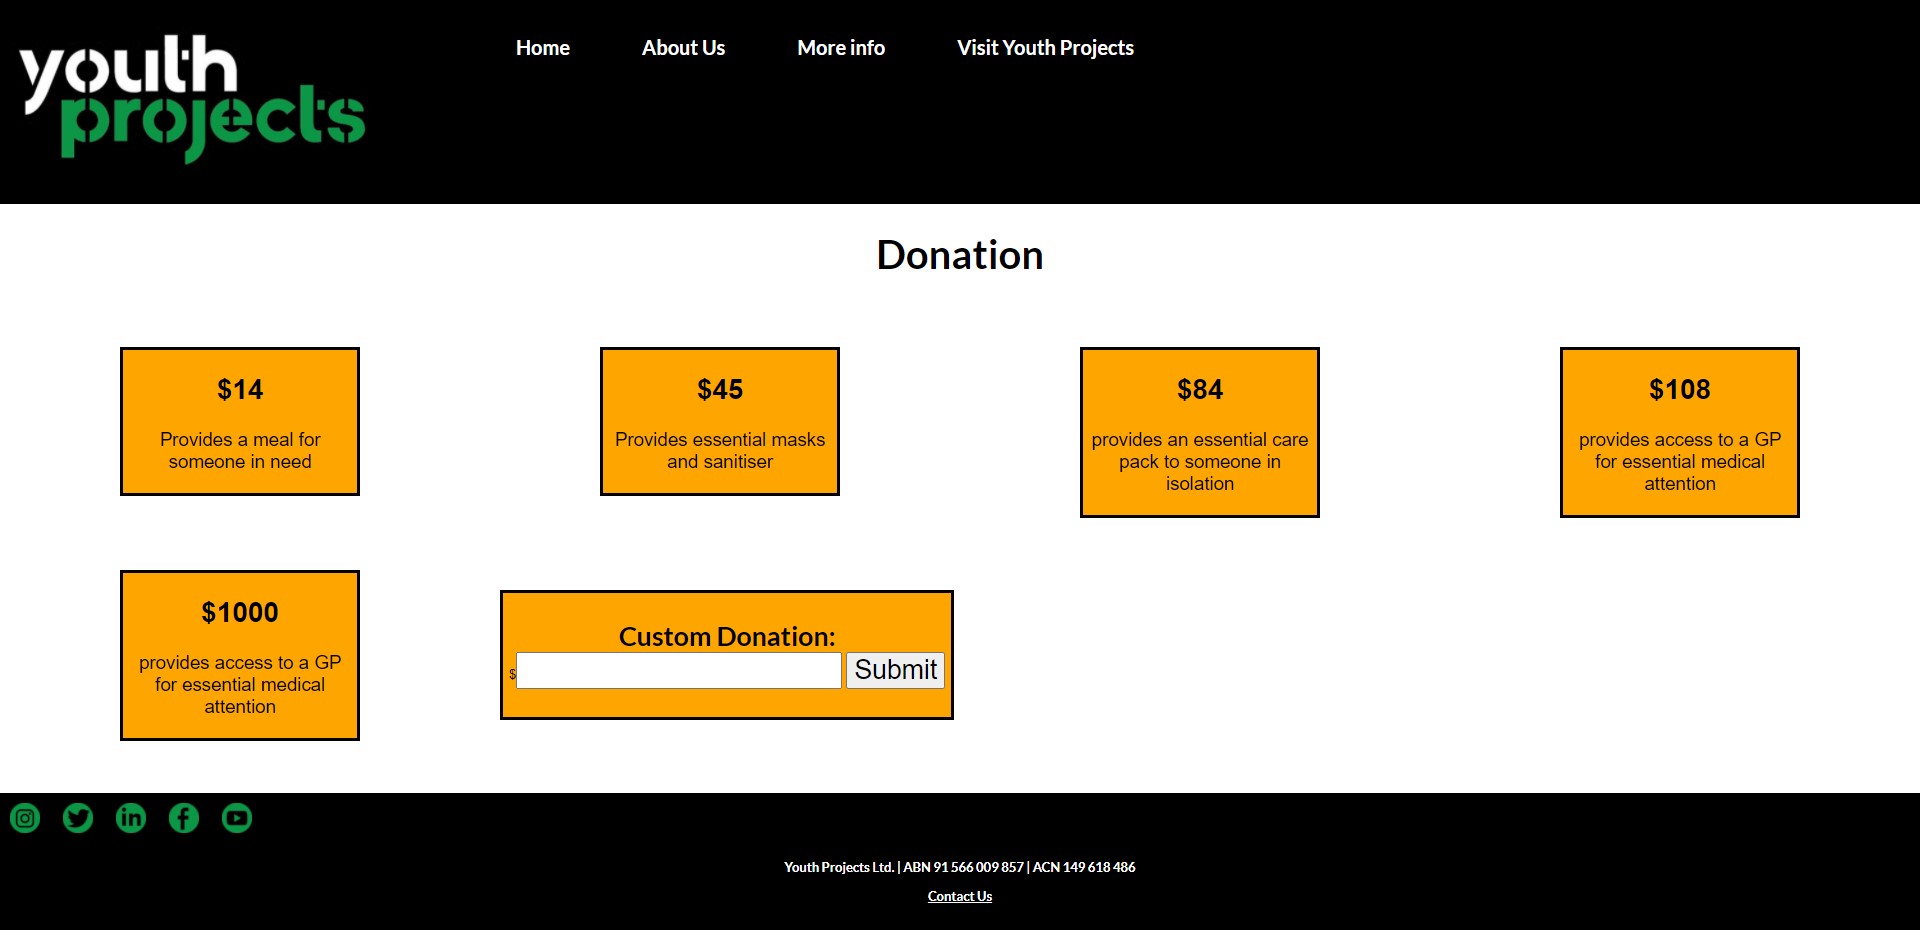 youth
projects
Home About Us More info Visit Youth Projects
Donation
$14
Provides a meal for
someone in need
$45
Provides essential masks
and sanitiser
$84
provides an essential care
pack to someone in
isolation
$108
provides access to a GP
for essential medical
attention
$1000
provides access to a GP
for essential medical
attention
Custom Donation:
$ Submit
in f
Youth Projects Ltd. | ABN 91 566 009 857 | ACN 149 618 486
Contact Us